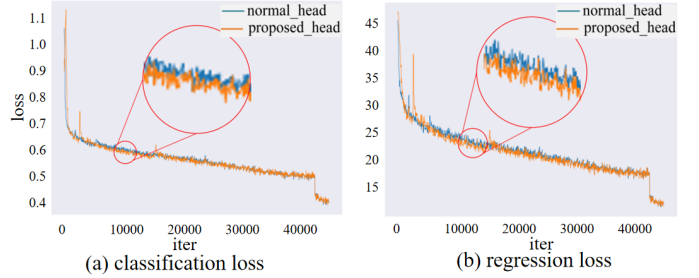 normal_head
proposed_head
1.1
1.0
0.9
0.8
0.7
0.6
0.5
0.4
loss
0 10000 20000 30000 40000
iter
(a) classification loss
normal_head
proposed_head
45
40
35
30
25
20
15
0 10000 20000 30000 40000
iter
(b) regression loss